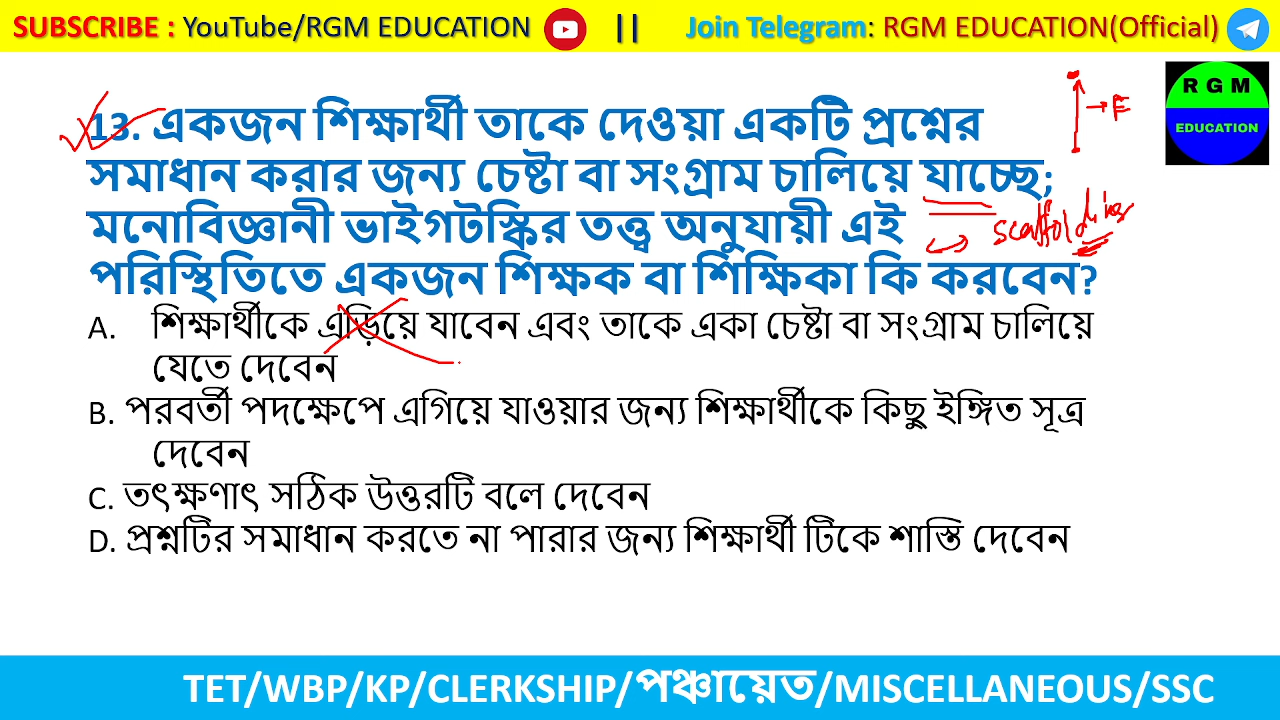 SUBSCRIBE : YouTube/RGM EDUCATION || Join Telegram: RGM EDUCATION(Official)
R G M
EDUCATION
F
13. একজন শিক্ষার্থী তাকে দেওয়া একটি প্রশ্নের
সমাধান করার জন্য চেষ্টা বা সংগ্রাম চালিয়ে যাচ্ছে;
মনোবিজ্ঞানী ভাইগটস্কির তত্ত্ব অনুযায়ী এই
পরিস্থিতিতে একজন শিক্ষক বা শিক্ষিকা কি করবেন?
A. শিক্ষার্থীকে এড়িয়ে যাবেন এবং তাকে একা চেষ্টা বা সংগ্রাম চালিয়ে
যেতে দেবেন
B. পরবর্তী পদক্ষেপে এগিয়ে যাওয়ার জন্য শিক্ষার্থীকে কিছু ইঙ্গিত সূত্র
দেবেন
C. তৎক্ষণাৎ সঠিক উত্তরটি বলে দেবেন
D. প্রশ্নটির সমাধান করতে না পারার জন্য শিক্ষার্থী টিকে শাস্তি দেবেন
TET/WBP/KP/CLERKSHIP/পঞ্চায়েত/MISCELLANEOUS/SSC